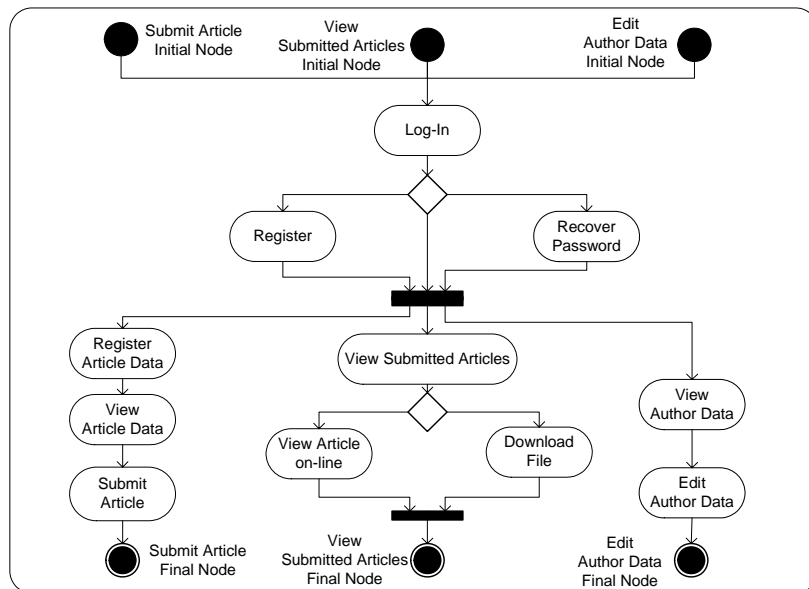 Submit Article
Initial Node
View
Submitted Articles
Initial Node
Edit
Author Data
Initial Node
Log-In
Register
Recover
Password
Register
Article Data
View Submitted Articles
View
Author Data
View
Article Data
View Article
on-line
Download
File
Submit
Article
Edit
Author Data
Submit Article
Final Node
View
Submitted Articles
Final Node
Edit
Author Data
Final Node